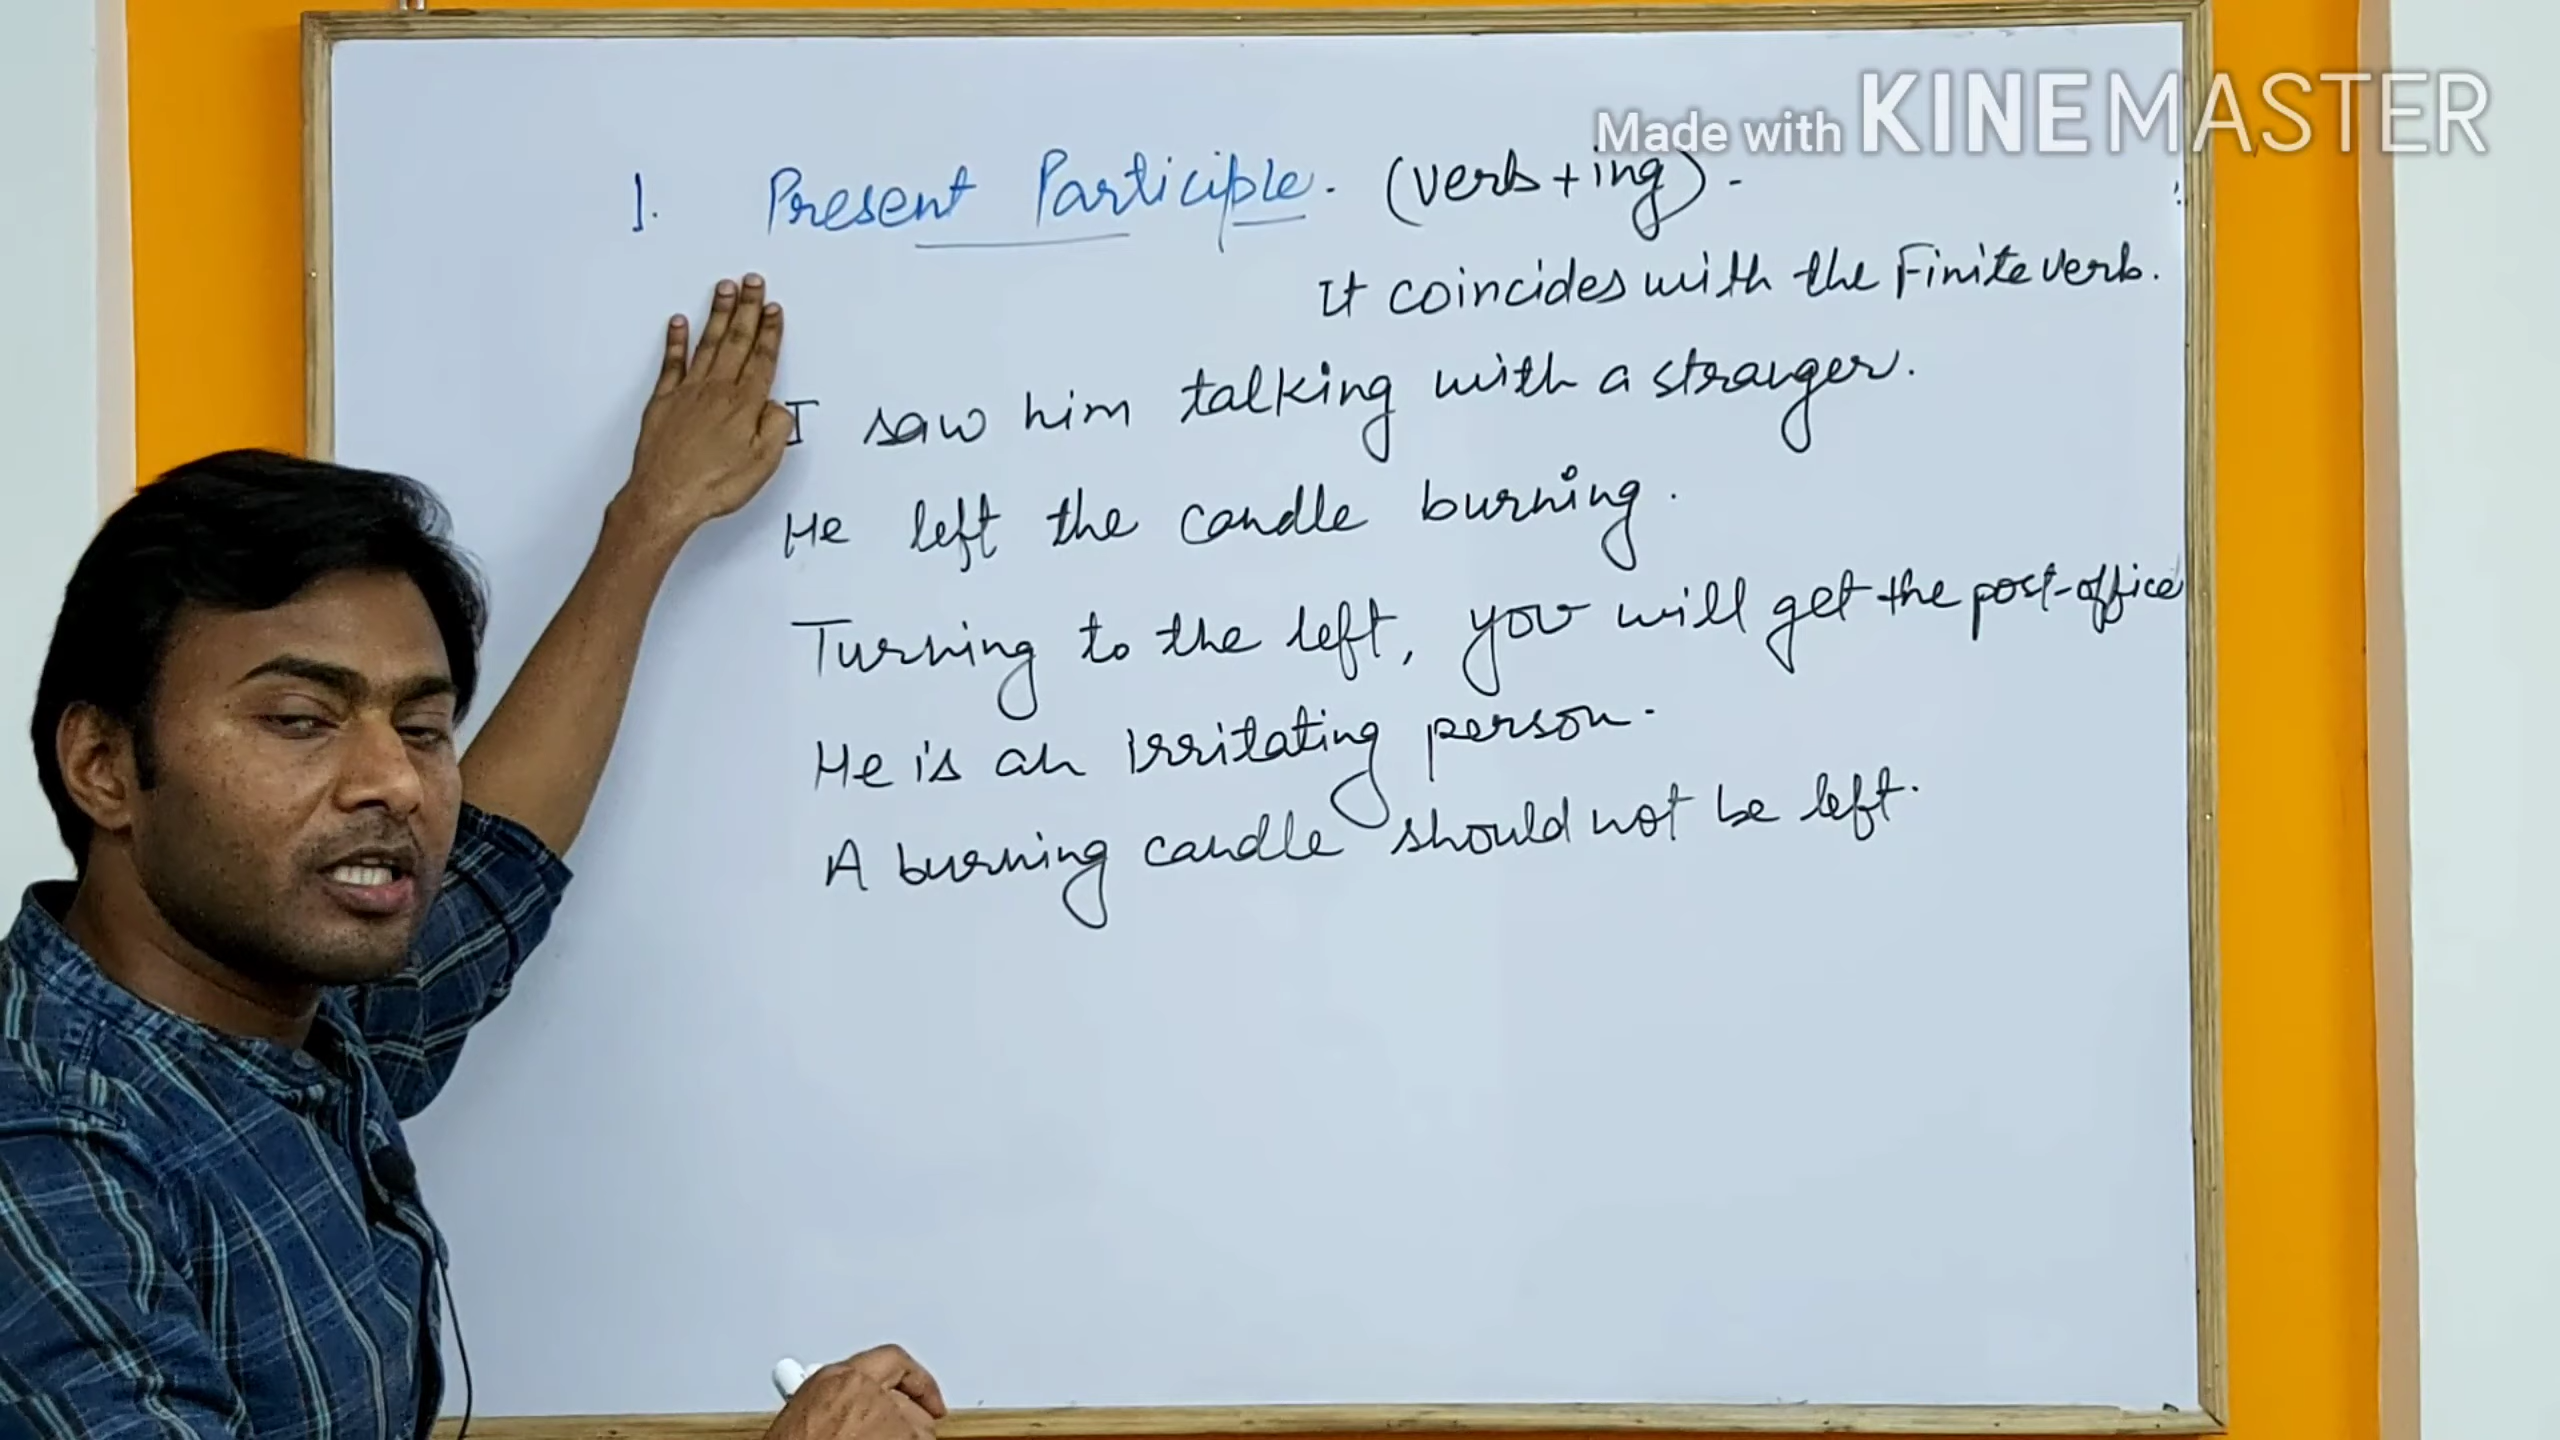 Made with KINEMASTER
1. Present Participle. (verb+ing).
It coincides with the Finite verb.
I saw him talking with a stranger.
He left the candle burning.
Turning to the left, you will get the post-office
He is an irritating person.
A burning candle should not be left.